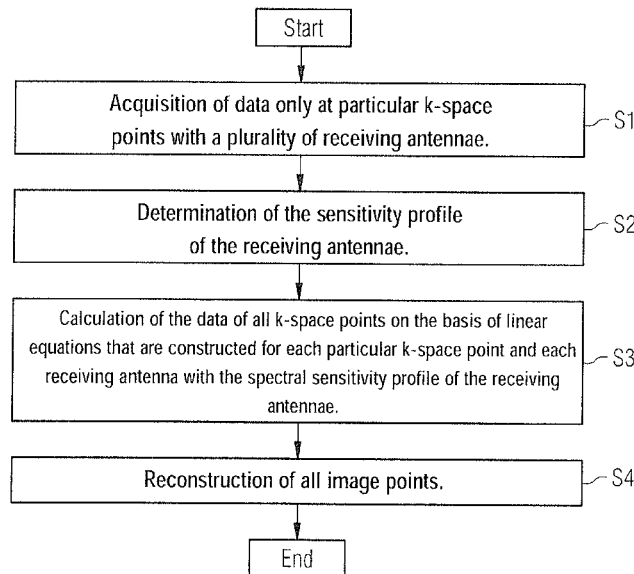 Start
Acquisition of data only at particular k-space
points with a plurality of receiving antennae.
S1
Determination of the sensitivity profile
of the receiving antennae.
S2
Calculation of the data of all k-space points on the basis of linear
equations that are constructed for each particular k-space point and each
receiving antenna with the spectral sensitivity profile of the receiving
antennae.
S3
Reconstruction of all image points.
S4
End